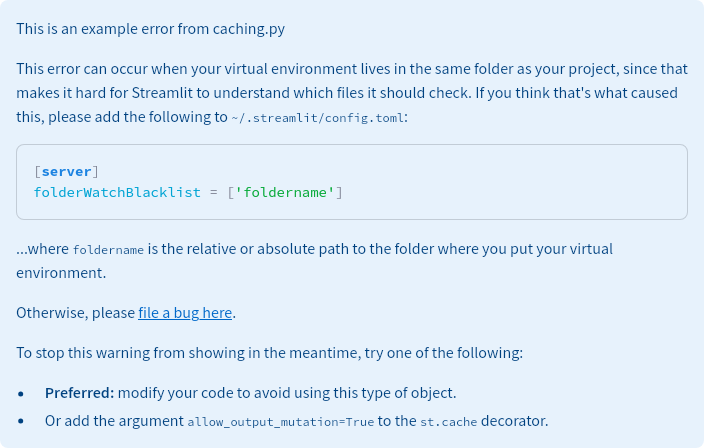 This is an example error from caching.py
This error can occur when your virtual environment lives in the same folder as your project, since that
makes it hard for Streamlit to understand which files it should check. If you think that's what caused
this, please add the following to ~/.streamlit/config.toml:
[server]
folderWatchBlacklist = ['foldername']
...where foldername is the relative or absolute path to the folder where you put your virtual
environment.
Otherwise, please file a bug here.
To stop this warning from showing in the meantime, try one of the following:
• Preferred: modify your code to avoid using this type of object.
• Or add the argument allow_output_mutation=True to the st.cache decorator.